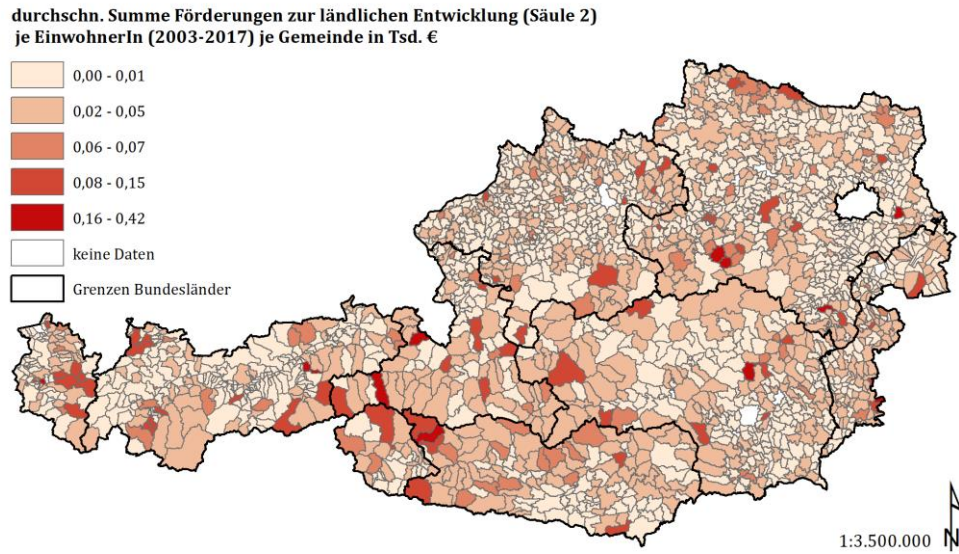 durchschn. Summe Förderungen zur ländlichen Entwicklung (Säule 2)
je EinwohnerIn (2003-2017) je Gemeinde in Tsd. €
0,00 - 0,01
0,02 - 0,05
0,06 - 0,07
0,08 - 0,15
0,16 - 0,42
keine Daten
Grenzen Bundesländer
1:3.500.000
N